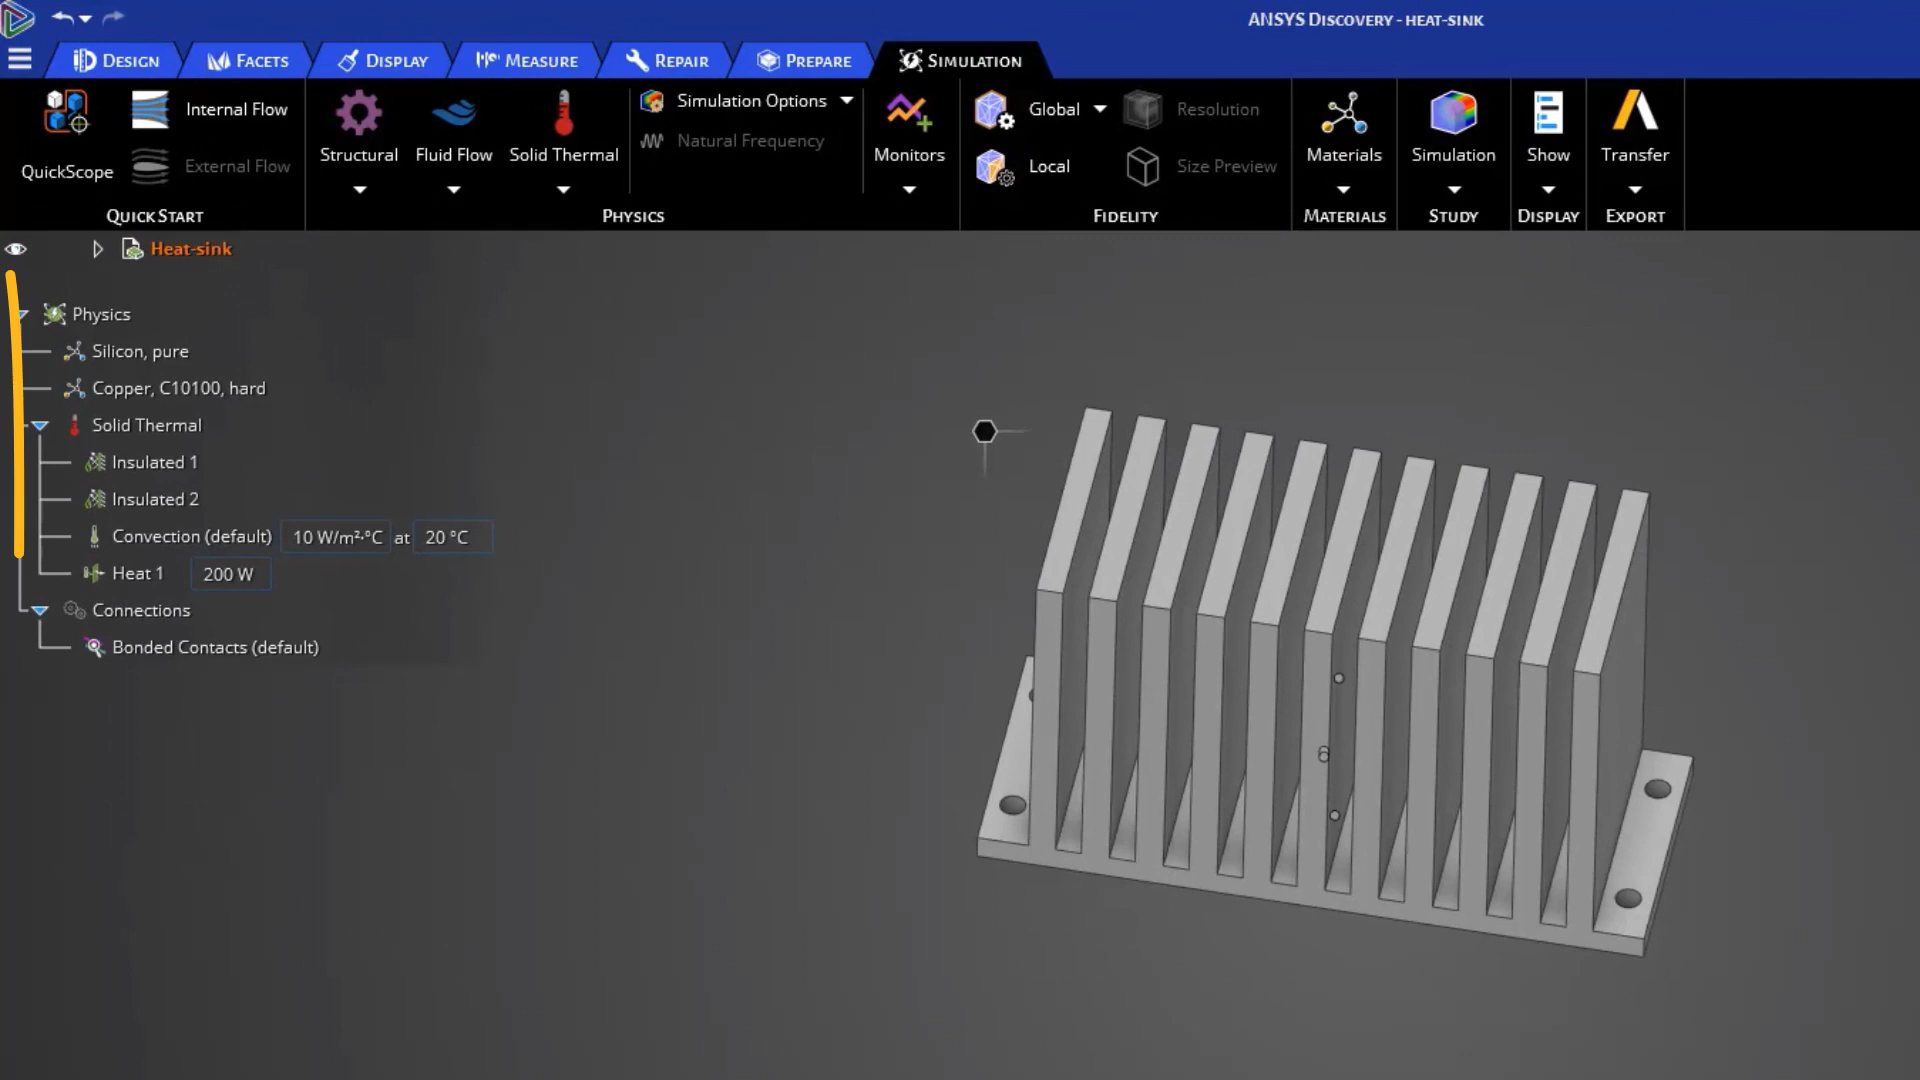 ANSYS DISCOVERY - HEAT-SINK
DESIGN FACETS DISPLAY MEASURE REPAIR PREPARE SIMULATION
QuickScope Internal Flow External Flow
Structural Fluid Flow Solid Thermal
Simulation Options
Natural Frequency
Monitors
Global Resolution
Local Size Preview
Materials Simulation Show Transfer
QUICK START PHYSICS FIDELITY MATERIALS STUDY DISPLAY EXPORT
Heat-sink
Physics
Silicon, pure
Copper, C10100, hard
Solid Thermal
Insulated 1
Insulated 2
Convection (default) 10 W/m²·°C at 20 °C
Heat 1 200 W
Connections
Bonded Contacts (default)